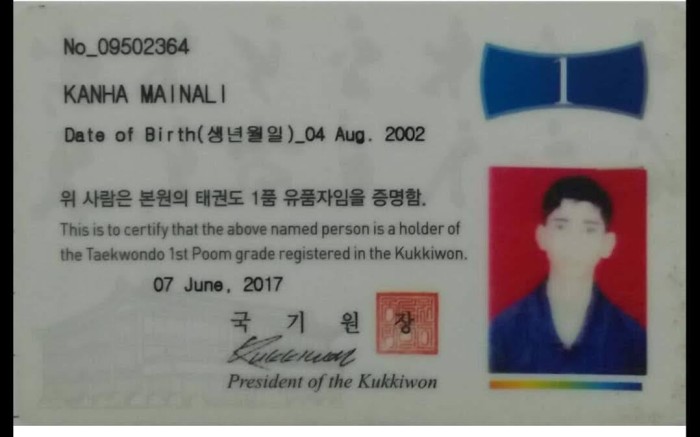 No_09502364
1
KANHA MAINALI
Date of Birth(생년월일)_04 Aug. 2002
위 사람은 본원의 태권도 1품 유품자임을 증명함.
This is to certify that the above named person is a holder of
the Taekwondo 1st Poom grade registered in the Kukkiwon.
07 June, 2017
국 기 원 장
Kukkiwon
President of the Kukkiwon